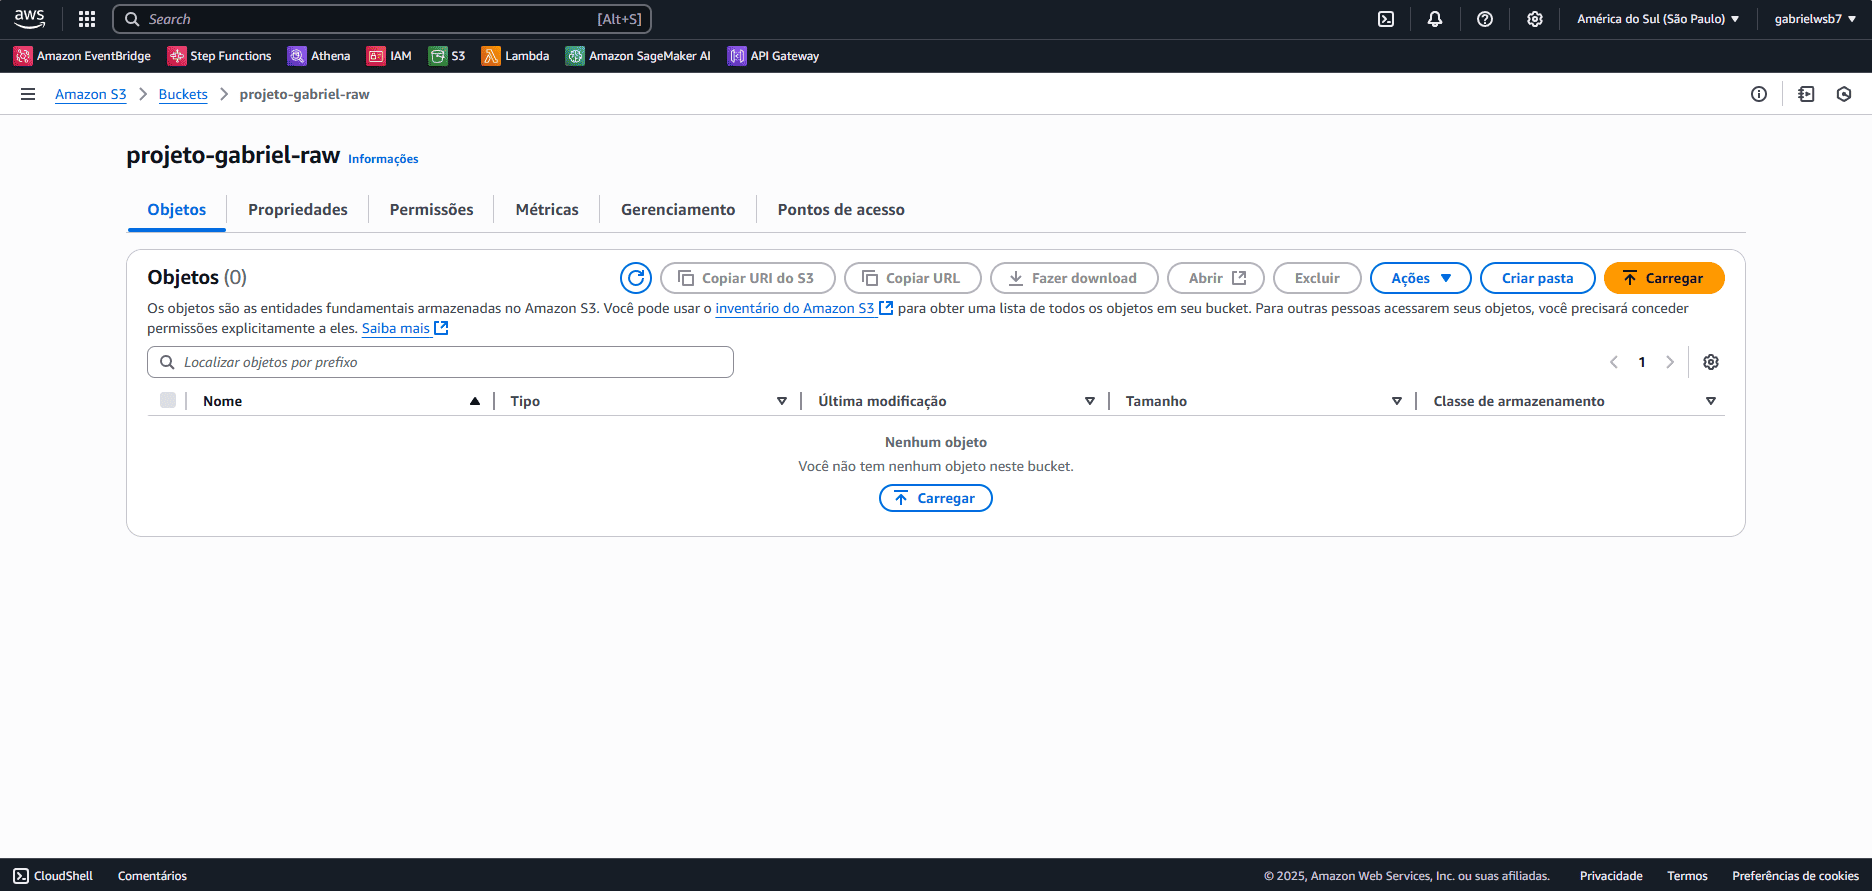 aws Search [Alt+S] América do Sul (São Paulo) gabrielwsb7
Amazon EventBridge Step Functions Athena IAM S3 Lambda Amazon SageMaker AI API Gateway
Amazon S3 Buckets projeto-gabriel-raw
projeto-gabriel-raw Informações
Objetos Propriedades Permissões Métricas Gerenciamento Pontos de acesso
Objetos (0) Copiar URI do S3 Copiar URL Fazer download Abrir Excluir Ações Criar pasta Carregar
Os objetos são as entidades fundamentais armazenadas no Amazon S3. Você pode usar o inventário do Amazon S3 para obter uma lista de todos os objetos em seu bucket. Para outras pessoas acessarem seus objetos, você precisará conceder
permissões explicitamente a eles. Saiba mais
Localizar objetos por prefixo 1
Nome Tipo Última modificação Tamanho Classe de armazenamento
Nenhum objeto
Você não tem nenhum objeto neste bucket.
Carregar
CloudShell Comentários © 2025, Amazon Web Services, Inc. ou suas afiliadas. Privacidade Termos Preferências de cookies